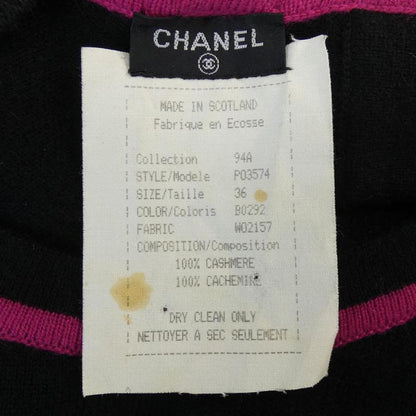 CHANEL
MADE IN SCOTLAND
Fabrique en Ecosse
Collection 94A
STYLE/Modele P03574
SIZE/Taille 36
COLOR/Coloris B0292
FABRIC W02157
COMPOSITION/Composition
100% CASHMERE
100% CACHEMIRE
DRY CLEAN ONLY
NETTOYER A SEC SEULEMENT